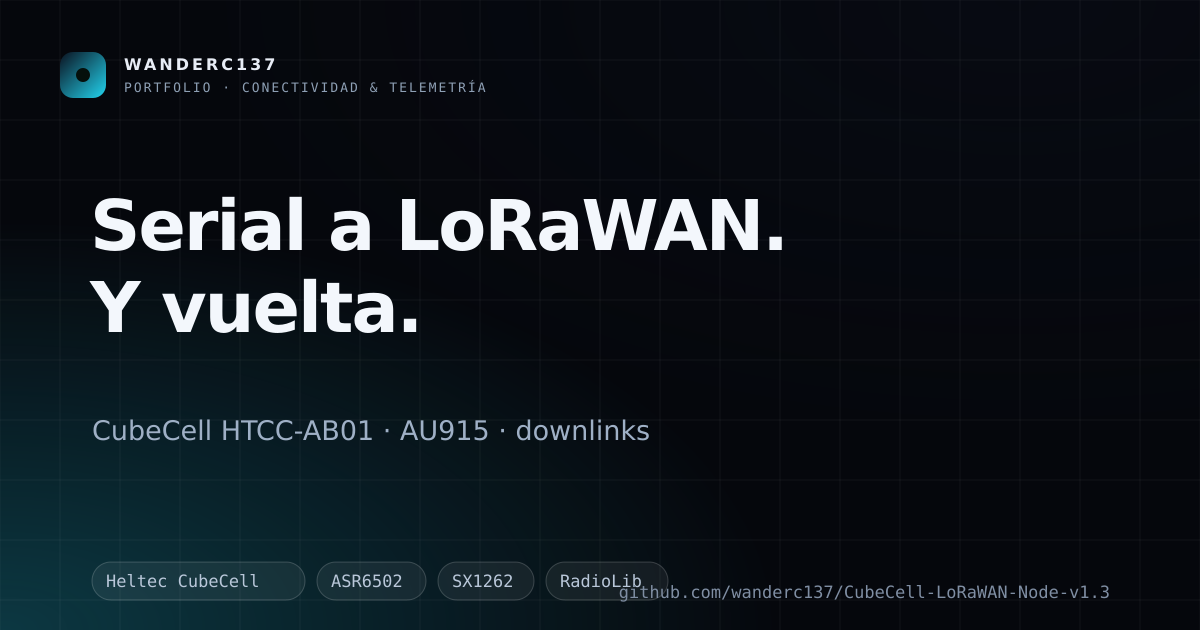 WANDERC137
PORTFOLIO · CONECTIVIDAD & TELEMETRÍA
Serial a LoRaWAN.
Y vuelta.
CubeCell HTCC-AB01 · AU915 · downlinks
Heltec CubeCell
ASR6502
SX1262
RadioLib
github.com/wanderc137/CubeCell-LoRaWAN-Node-v1.3